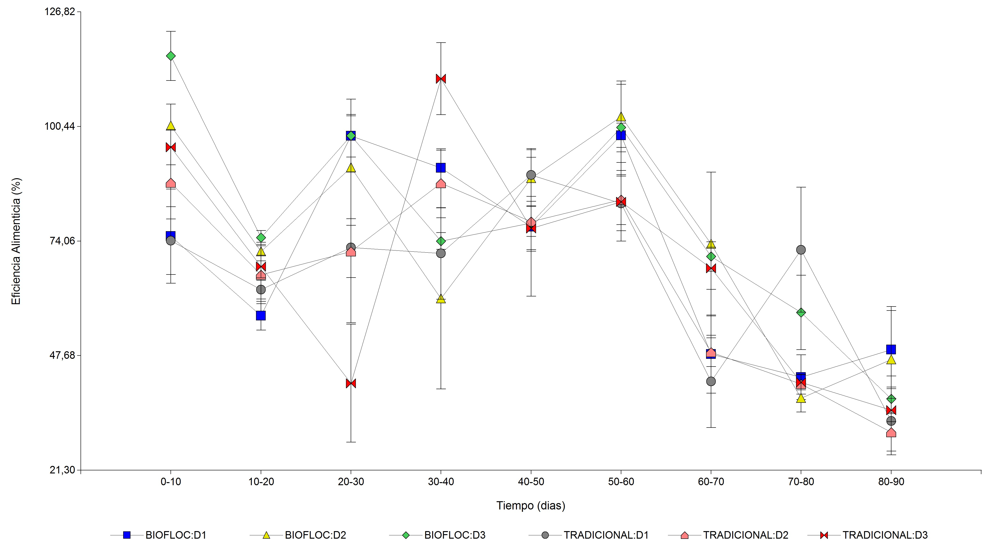 126,82
100,44
74,06
47,68
21,30
Eficiencia Alimenticia (%)
0-10 10-20 20-30 30-40 40-50 50-60 60-70 70-80 80-90
Tiempo (dias)
BIOFLOC:D1 BIOFLOC:D2 BIOFLOC:D3 TRADICIONAL:D1 TRADICIONAL:D2 TRADICIONAL:D3